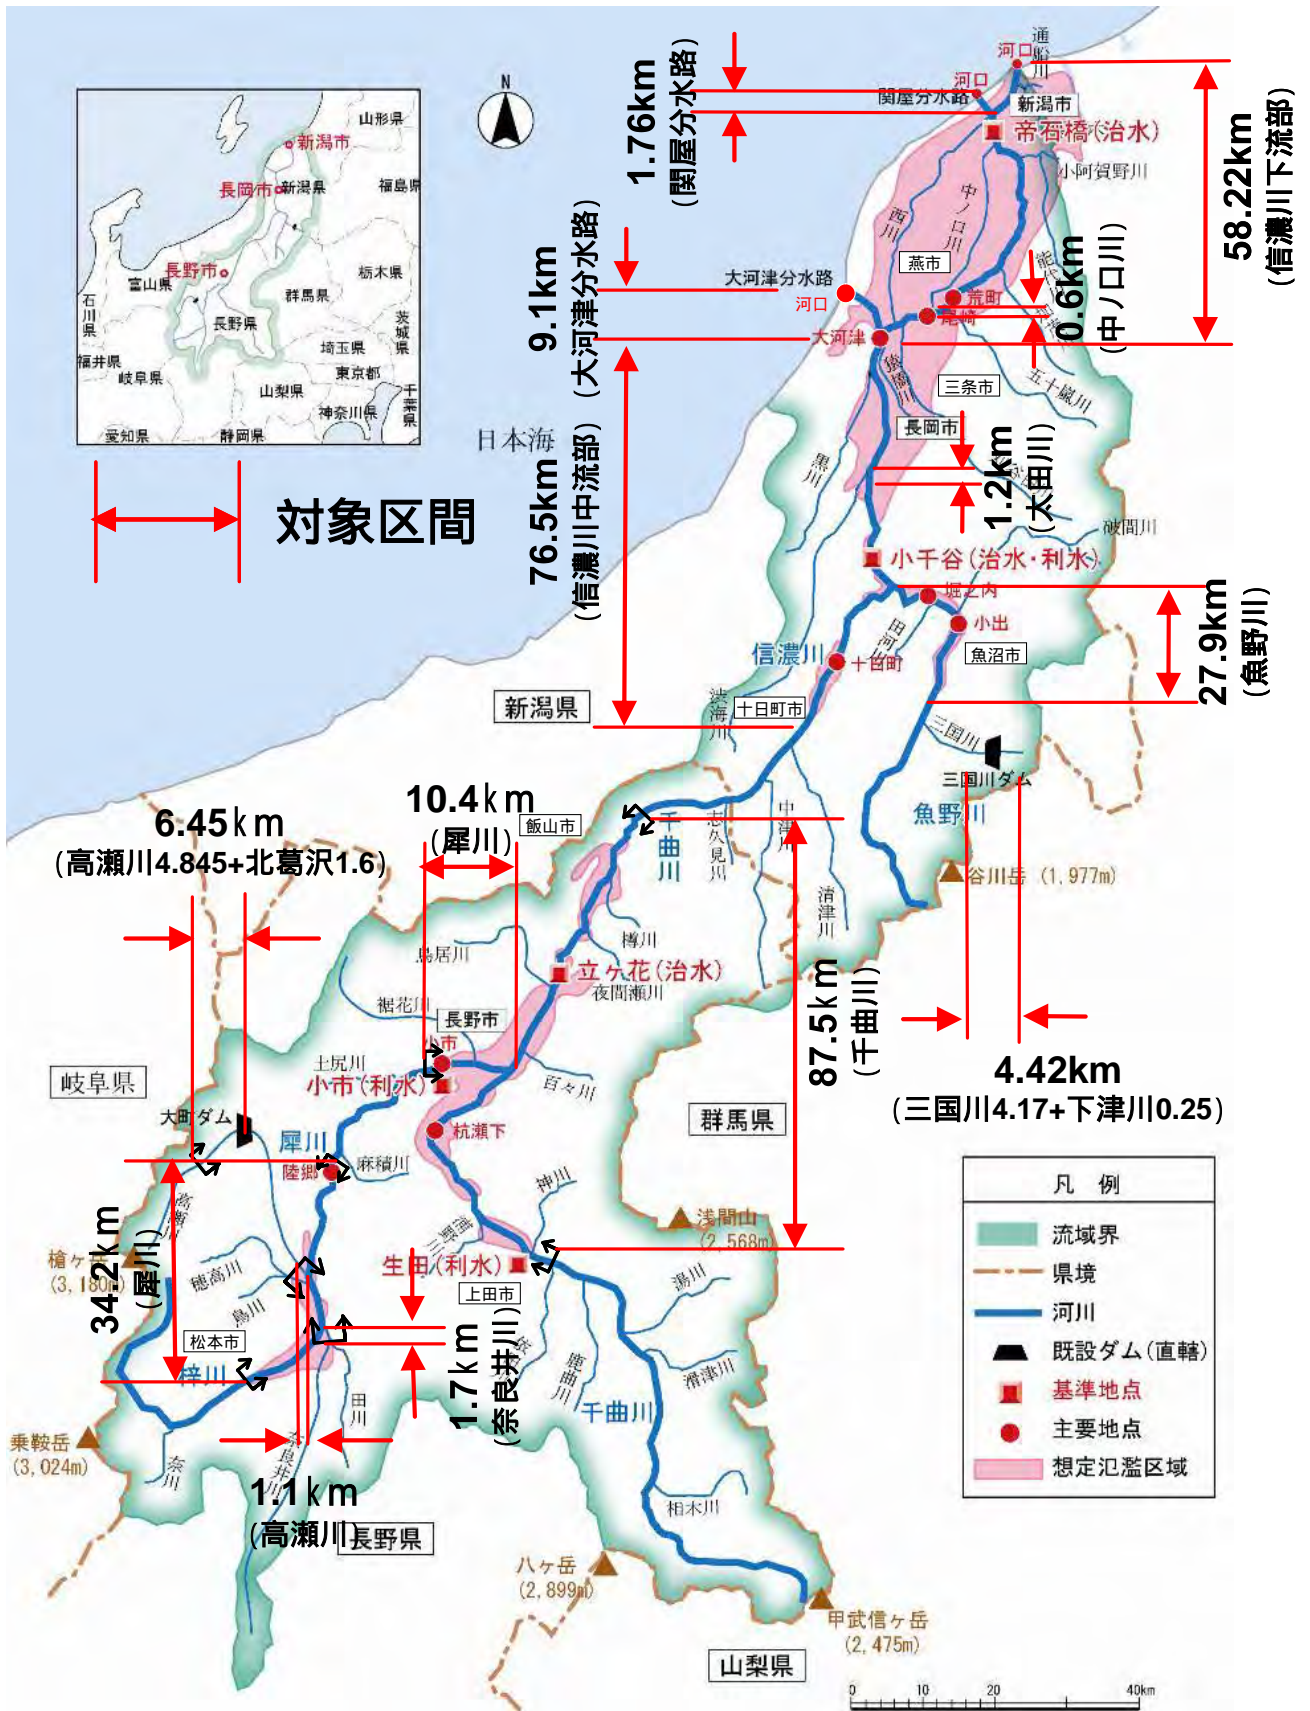 通船川
河口
河口
関屋分水路
新潟市
帝石橋(治水)
小阿賀野川
1.76km
(関屋分水路)
58.22km
(信濃川下流部)
N
山形県
新潟市
長岡市
新潟県
福島県
長野市
富山県
栃木県
群馬県
石川県
長野県
茨城県
埼玉県
福井県
岐阜県
東京都
山梨県
千葉県
神奈川県
愛知県
静岡県
西川
中ノ口川
燕市
9.1km
(大河津分水路)
大河津分水路
河口
荒町
尾崎
大河津
0.6km
(中ノ口川)
猿橋川
三条市
五十嵐川
長岡市
日本海
対象区間
76.5km
(信濃川中流部)
黒川
1.2km
(太田川)
破間川
小千谷(治水・利水)
堀之内
小出
27.9km
(魚野川)
信濃川
十日町
魚沼市
新潟県
渋海川
十日町市
三国川
三国川ダム
魚野川
6.45km
(高瀬川4.845+北葛沢1.6)
10.4km
(犀川)
飯山市
千曲川
志久見川
中津川
清津川
谷川岳 (1,977m)
鳥居川
樽川
立ヶ花(治水)
夜間瀬川
裾花川
長野市
小市
87.5km
(千曲川)
4.42km
(三国川4.17+下津川0.25)
岐阜県
土尻川
小市(利水)
百々川
大町ダム
犀川
杭瀬下
群馬県
陸郷
麻績川
高瀬川
神川
浅間山
(2,568m)
34.2km
(犀川)
槍ヶ岳
(3,180m)
穂高川
烏川
生田(利水)
上田市
湯川
松本市
梓川
1.7km
(奈良井川)
鹿曲川
滑津川
田川
千曲川
乗鞍岳
(3,024m)
奈川
奈良井川
1.1km
(高瀬川)
長野県
相木川
八ヶ岳
(2,899m)
甲武信ヶ岳
(2,475m)
山梨県
凡 例
流域界
県境
河川
既設ダム(直轄)
基準地点
主要地点
想定氾濫区域
0 10 20 40km